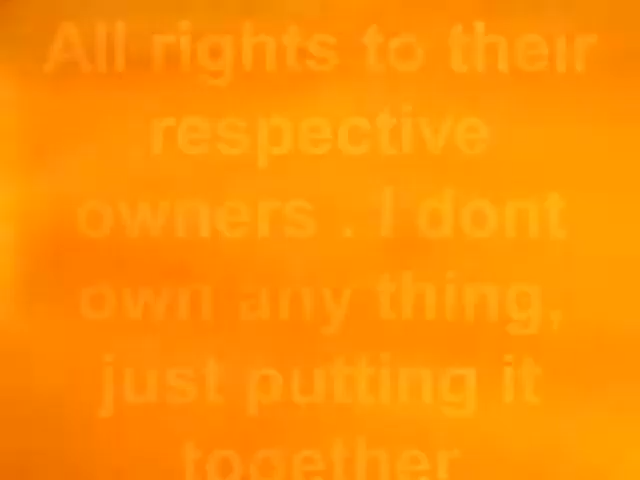 All rights to their
respective
owners . I dont
own any thing,
just putting it
together